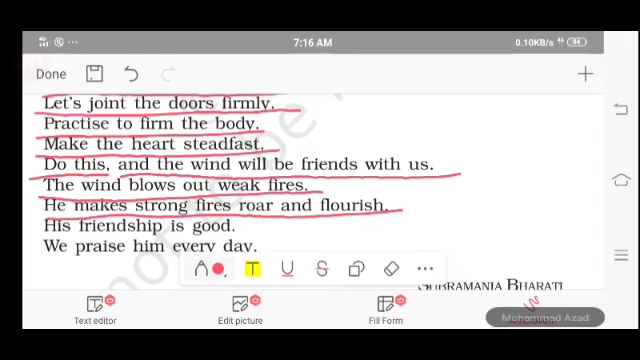 7:16 AM
0.10KB/s 4G 84
Done
Let's joint the doors firmly.
Practise to firm the body.
Make the heart steadfast.
Do this, and the wind will be friends with us.
The wind blows out weak fires.
He makes strong fires roar and flourish.
His friendship is good.
We praise him every day.
T U S
SUBRAMANIA BHARATI
Text editor
Edit picture
Fill Form
Mohammad Azad